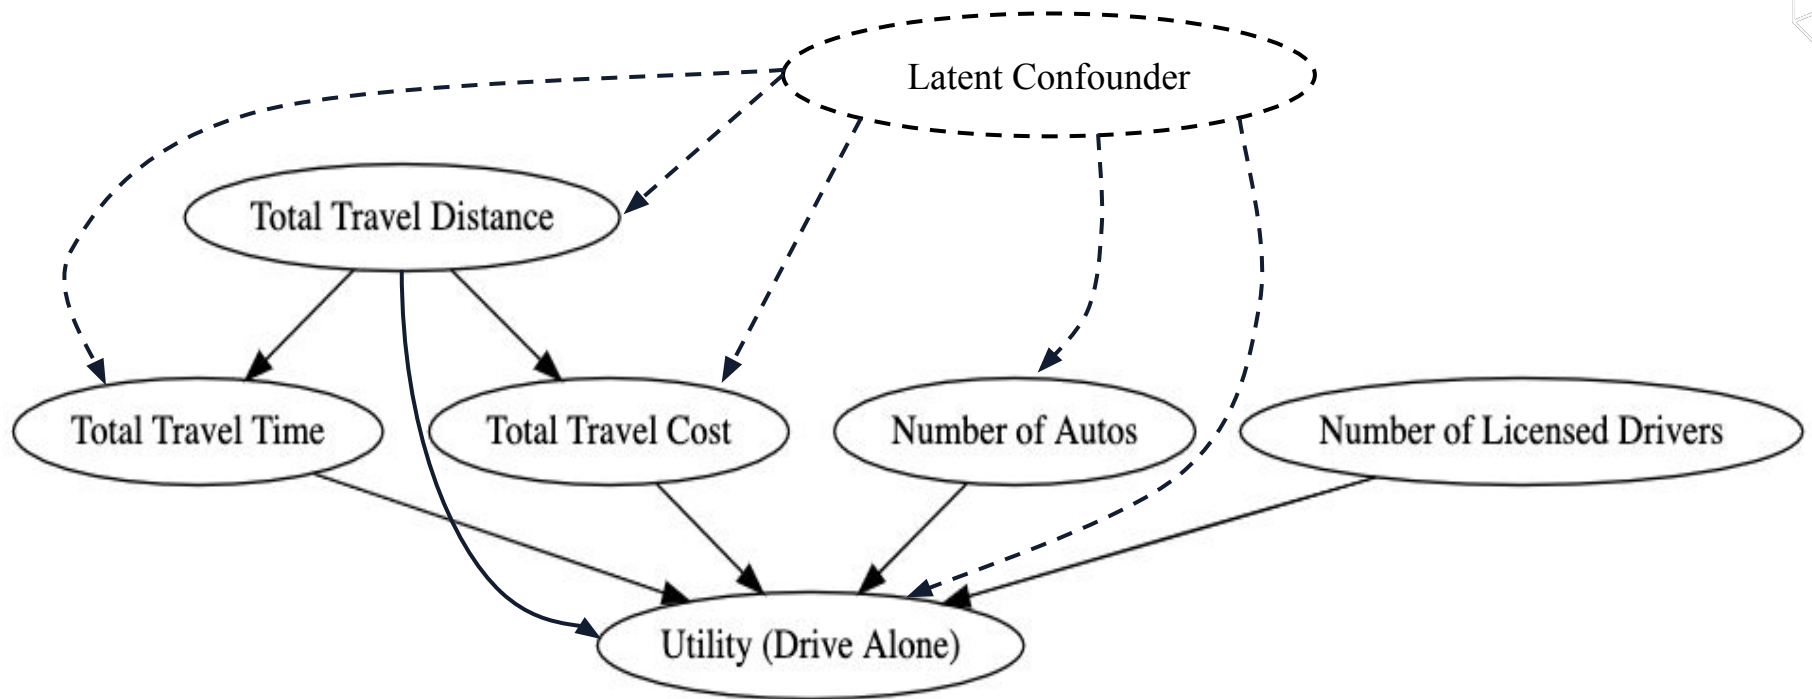 Latent Confounder
Total Travel Distance
Total Travel Time
Total Travel Cost
Number of Autos
Number of Licensed Drivers
Utility (Drive Alone)